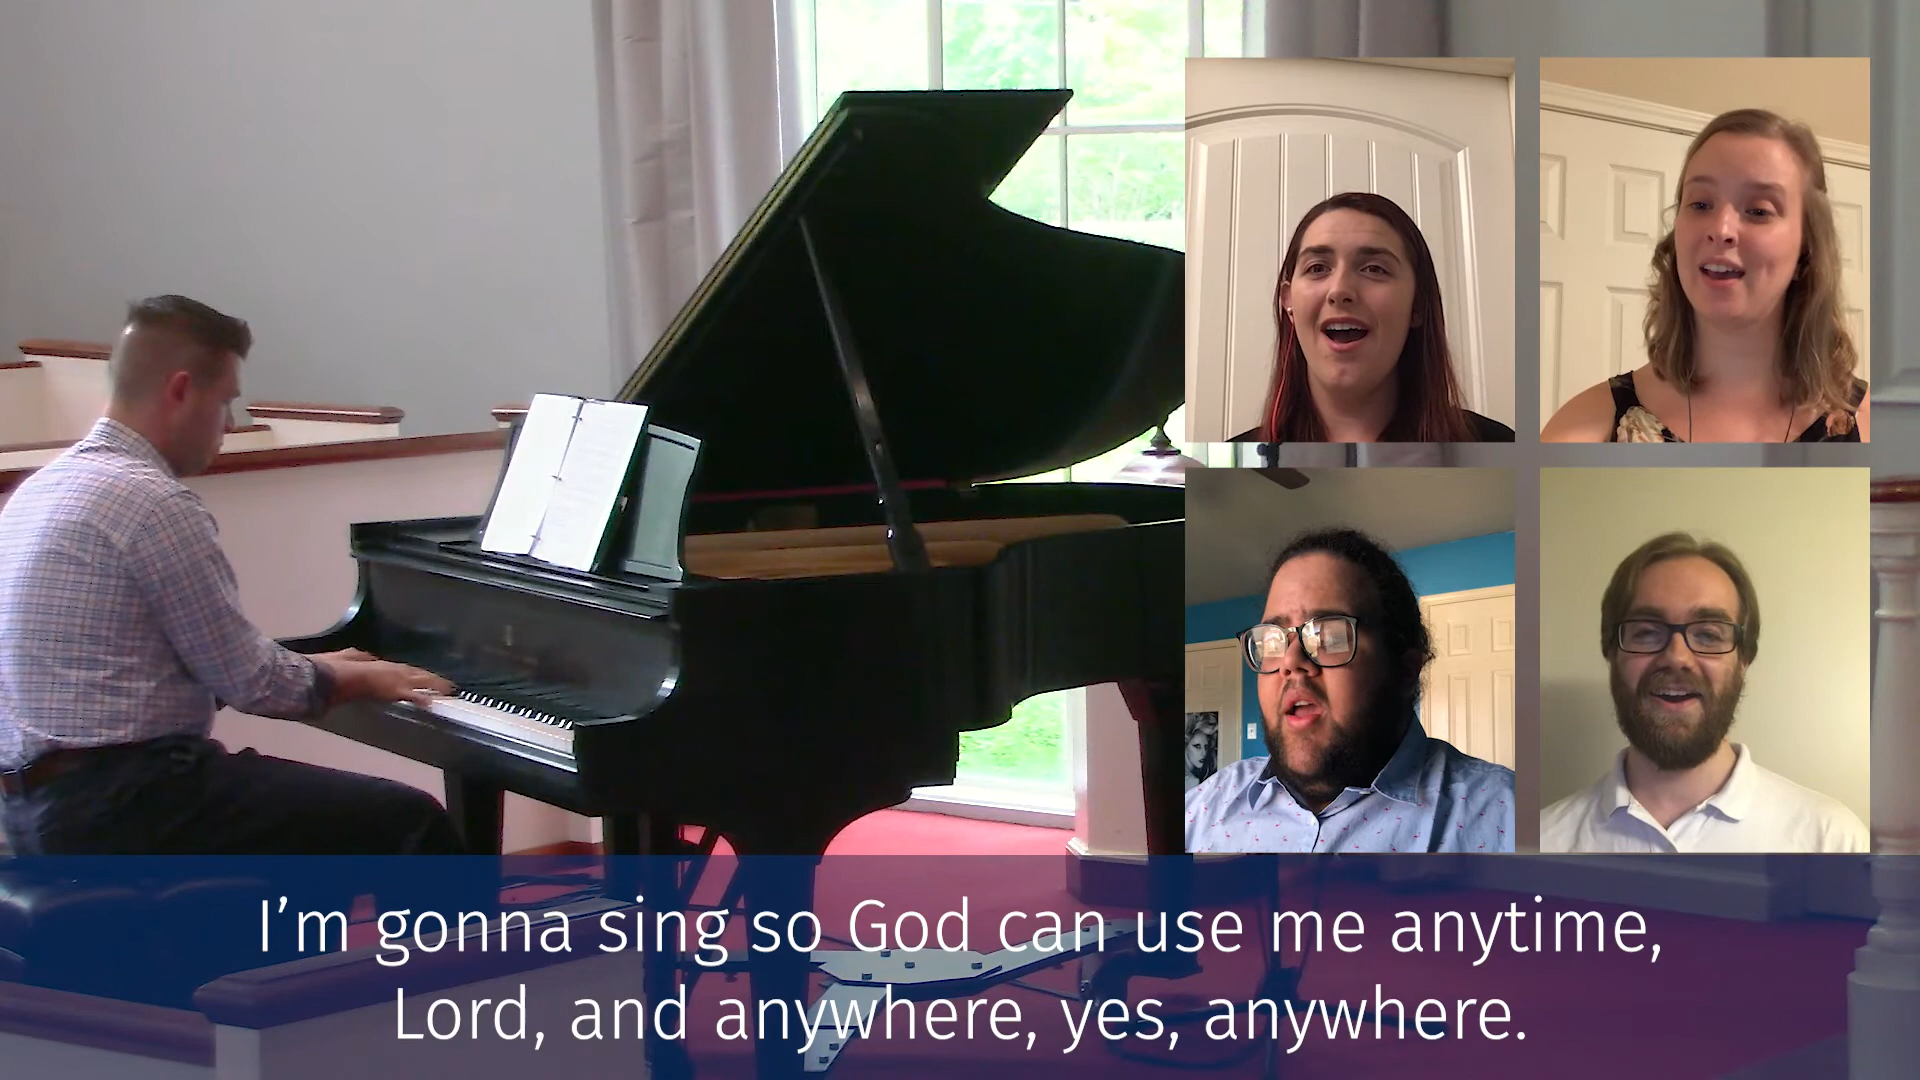 I’m gonna sing so God can use me anytime,
Lord, and anywhere, yes, anywhere.